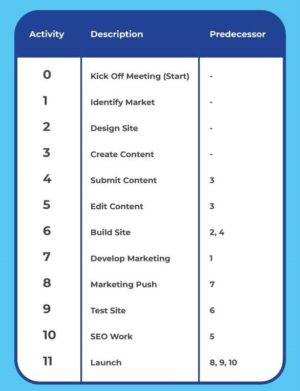 Activity Description Predecessor
0 Kick Off Meeting (Start) -
1 Identify Market -
2 Design Site -
3 Create Content -
4 Submit Content 3
5 Edit Content 3
6 Build Site 2, 4
7 Develop Marketing 1
8 Marketing Push 7
9 Test Site 6
10 SEO Work 5
11 Launch 8, 9, 10